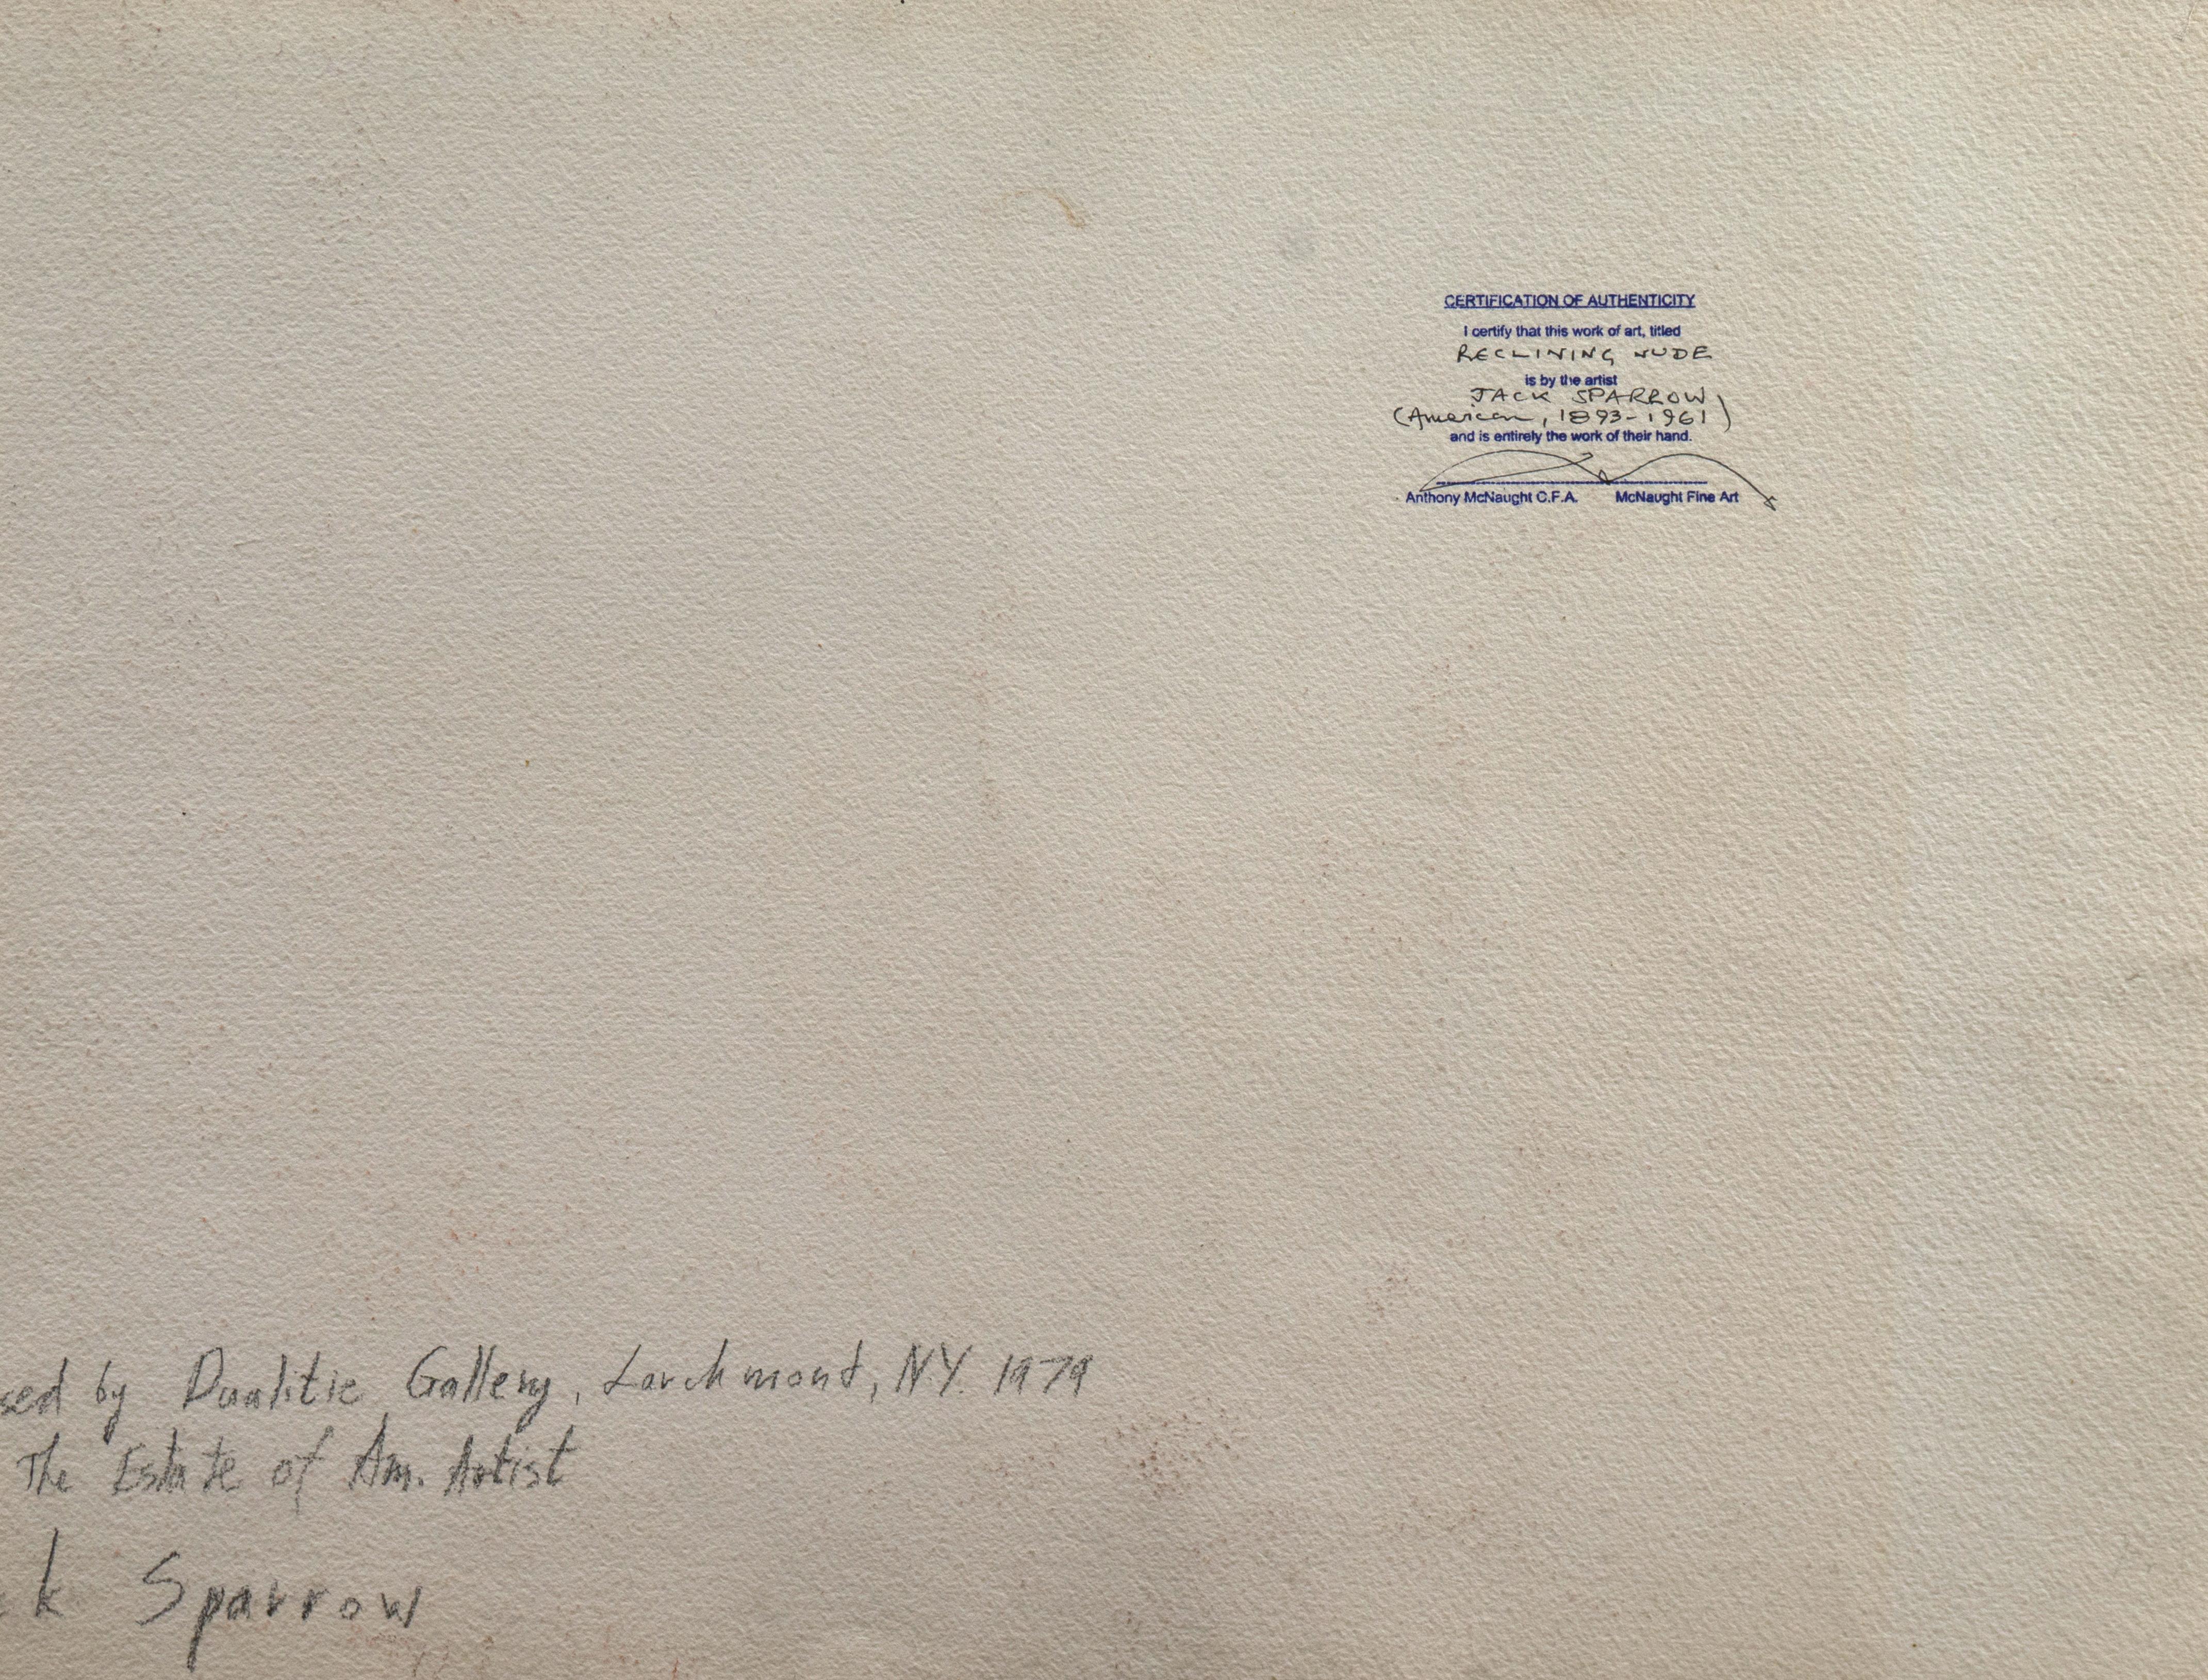 CERTIFICATION OF AUTHENTICITY
I certify that this work of art, titled
RECLINING NUDE
is by the artist
JACK SPARROW
(American, 1893-1961)
and is entirely the work of their hand.
Anthony McNaught C.F.A. McNaught Fine Art
sed by Dualitie Gallery, Larchmont, N.Y. 1979
The Estate of Am. Artist
k Sparrow